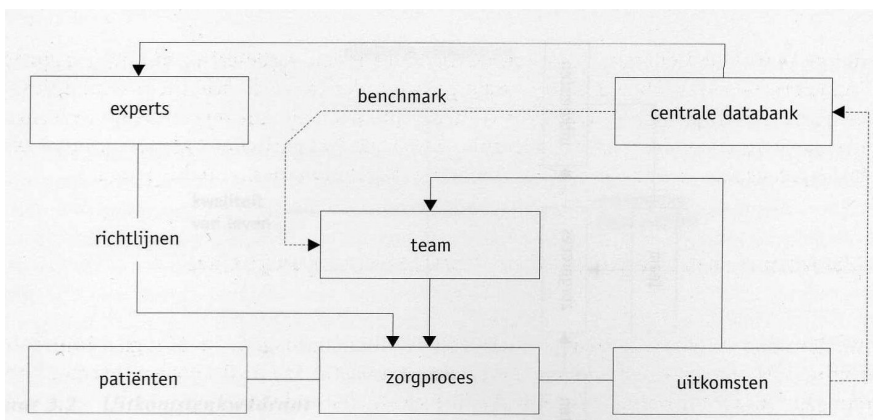 experts
centrale databank
benchmark
richtlijnen
team
patiënten
zorgproces
uitkomsten